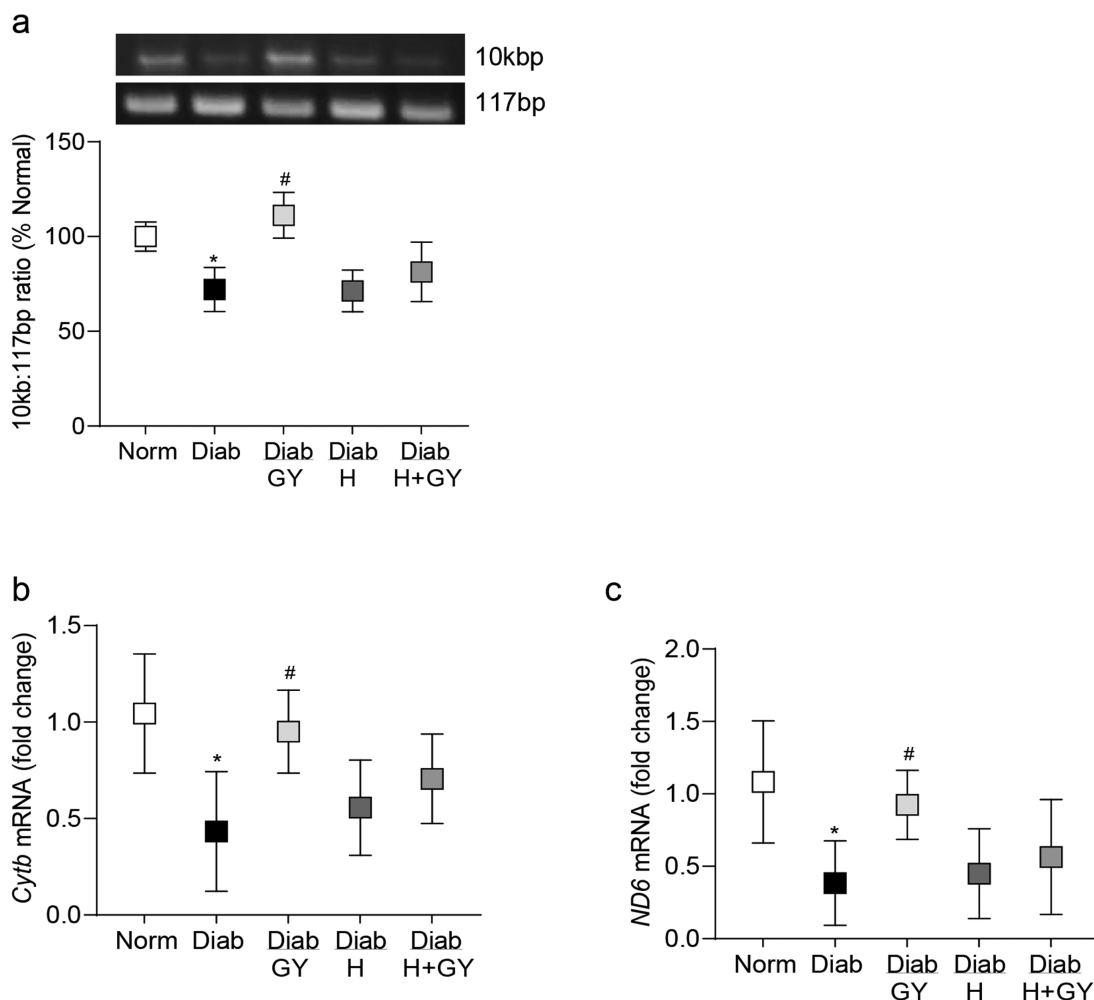 a
10kbp
117bp
10kb:117bp ratio (% Normal)
150
100
50
0
*
#
Norm Diab Diab Diab Diab
GY H H+GY
b
Cytb mRNA (fold change)
1.5
1.0
0.5
0.0
*
#
Norm Diab Diab Diab Diab
GY H H+GY
c
ND6 mRNA (fold change)
2.0
1.5
1.0
0.5
0.0
*
#
Norm Diab Diab Diab Diab
GY H H+GY